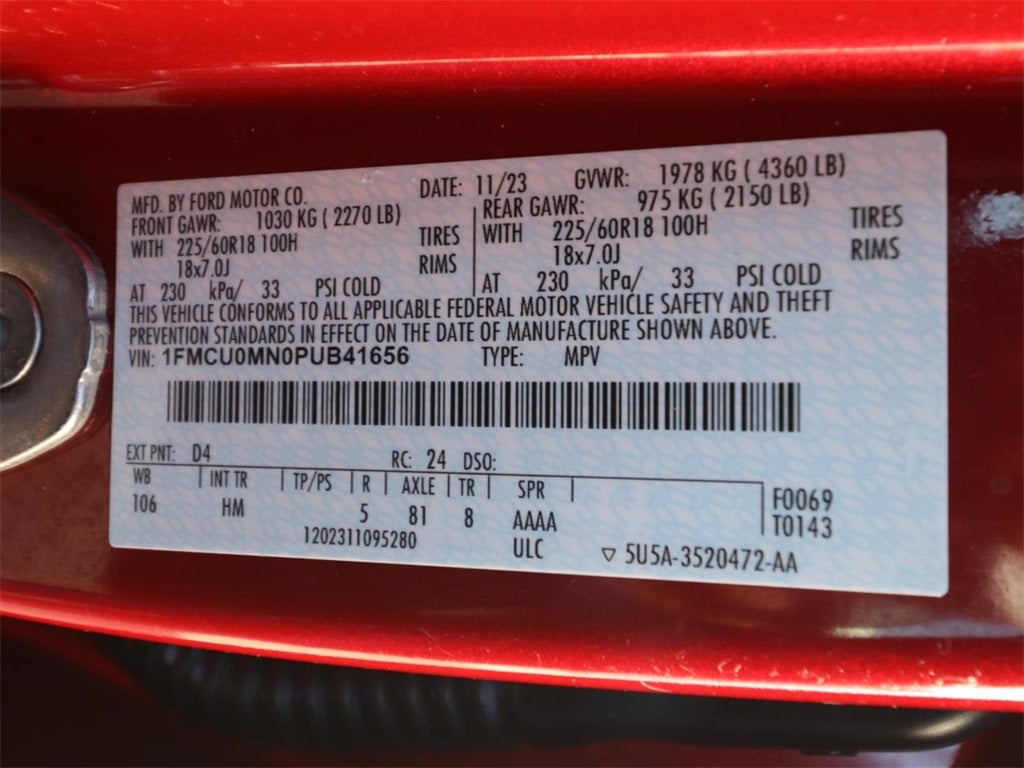 MFD. BY FORD MOTOR CO. DATE: 11/23 GVWR: 1978 KG ( 4360 LB)
FRONT GAWR: 1030 KG ( 2270 LB) REAR GAWR: 975 KG ( 2150 LB)
WITH 225/60R18 100H TIRES WITH 225/60R18 100H TIRES
18x7.0J RIMS 18x7.0J RIMS
AT 230 kPa/ 33 PSI COLD AT 230 kPa/ 33 PSI COLD
THIS VEHICLE CONFORMS TO ALL APPLICABLE FEDERAL MOTOR VEHICLE SAFETY AND THEFT
PREVENTION STANDARDS IN EFFECT ON THE DATE OF MANUFACTURE SHOWN ABOVE.
VIN: 1FMCU0MN0PUB41656 TYPE: MPV
EXT PNT: D4 RC: 24 DSO:
WB INT TR TP/PS R AXLE TR SPR
106 HM 5 81 8 AAAA F0069
1202311095280 ULC T0143
▽ 5U5A-3520472-AA